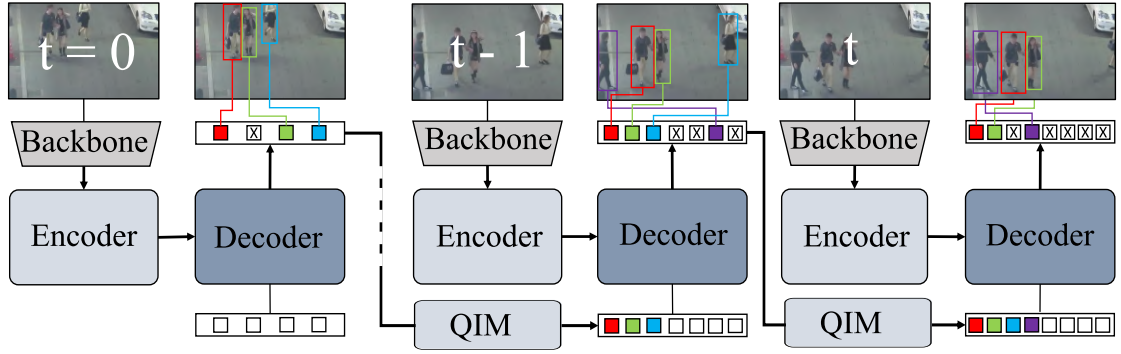 t = 0
t - 1
t
Backbone
X
Backbone
X X X
Backbone
X X X X X
Encoder
Decoder
Encoder
Decoder
Encoder
Decoder
QIM
QIM